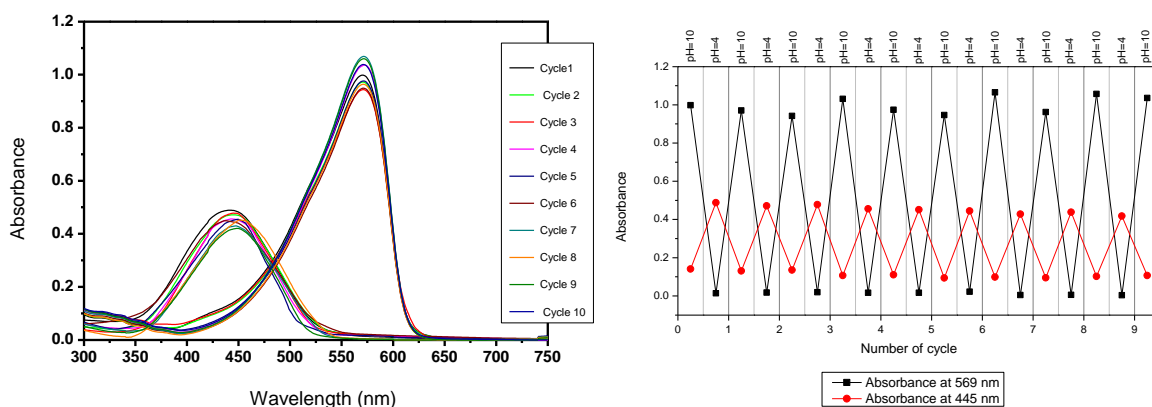 1.2
1.0
0.8
0.6
0.4
0.2
0.0
Absorbance
300 350 400 450 500 550 600 650 700 750
Wavelength (nm)
Cycle1
Cycle 2
Cycle 3
Cycle 4
Cycle 5
Cycle 6
Cycle 7
Cycle 8
Cycle 9
Cycle 10
pH=10 pH=4 pH=10 pH=4 pH=10 pH=4 pH=10 pH=4 pH=10 pH=4 pH=10 pH=4 pH=10 pH=4 pH=10 pH=4 pH=10 pH=4 pH=10
1.2
1.0
0.8
0.6
0.4
0.2
0.0
Absorbance
0 1 2 3 4 5 6 7 8 9
Number of cycle
Absorbance at 569 nm
Absorbance at 445 nm